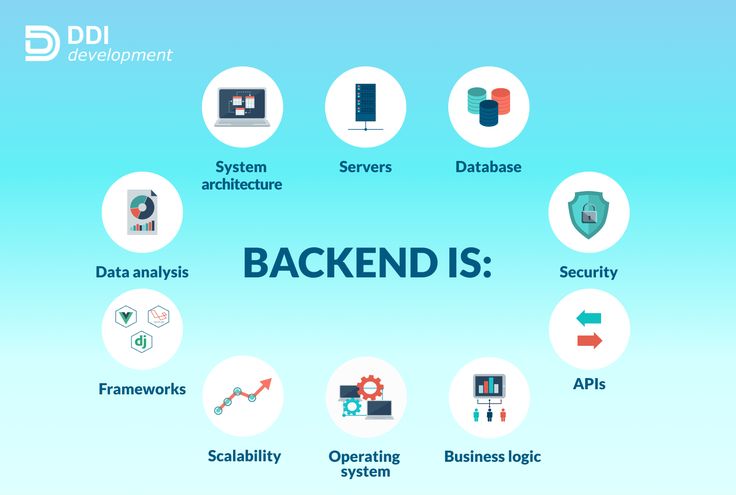 DDI
development
System
architecture
Servers
Database
Data analysis
BACKEND IS:
Security
dj
Frameworks
APIs
Scalability
Operating
system
Business logic